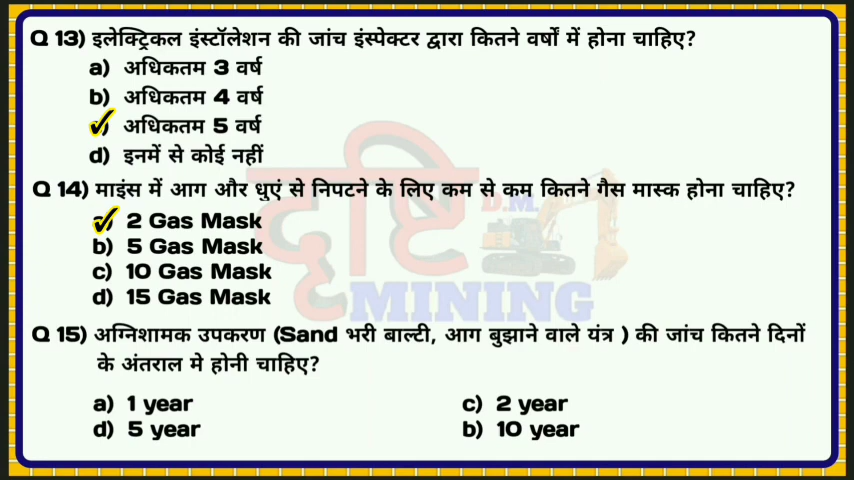 Q 13) इलेक्ट्रिकल इंस्टॉलेशन की जांच इंस्पेक्टर द्वारा कितने वर्षों में होना चाहिए?
a) अधिकतम 3 वर्ष
b) अधिकतम 4 वर्ष
✓) अधिकतम 5 वर्ष
d) इनमें से कोई नहीं
Q 14) माइंस में आग और धुएं से निपटने के लिए कम से कम कितने गैस मास्क होना चाहिए?
✓) 2 Gas Mask
b) 5 Gas Mask
c) 10 Gas Mask
d) 15 Gas Mask
दृष्टि
D.M
MINING
Q 15) अग्निशामक उपकरण (Sand भरी बाल्टी, आग बुझाने वाले यंत्र ) की जांच कितने दिनों
के अंतराल मे होनी चाहिए?
a) 1 year c) 2 year
d) 5 year b) 10 year